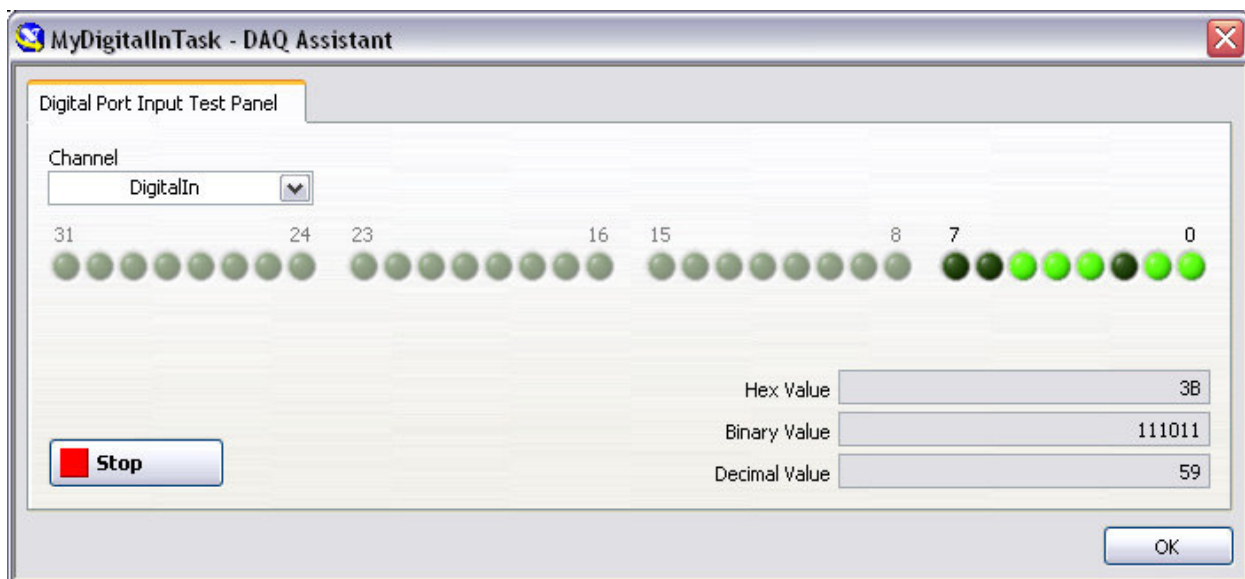 MyDigitalInTask - DAQ Assistant
Digital Port Input Test Panel
Channel
DigitalIn
31 24 23 16 15 8 7 0
Hex Value 3B
Binary Value 111011
Stop
Decimal Value 59
OK